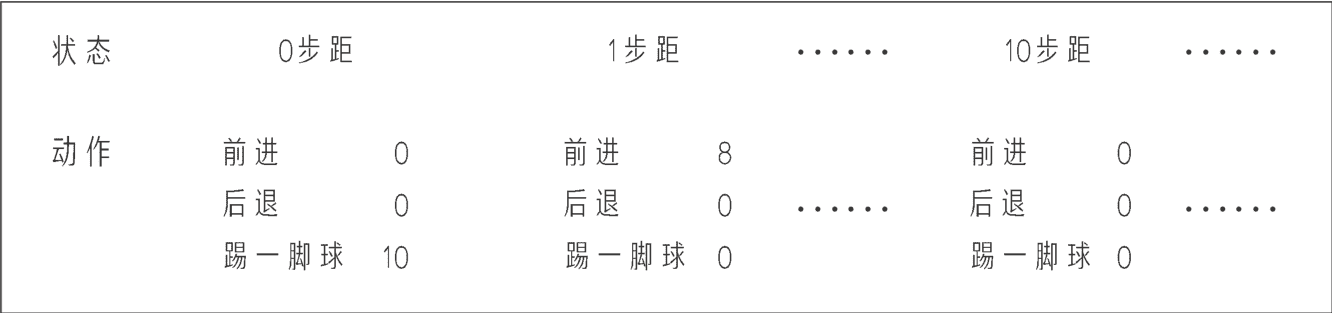 状态 0步距 1步距 •••••• 10步距 ••••••
动作 前进 0 前进 8 前进 0
后退 0 后退 0 •••••• 后退 0 ••••••
踢一脚球 10 踢一脚球 0 踢一脚球 0